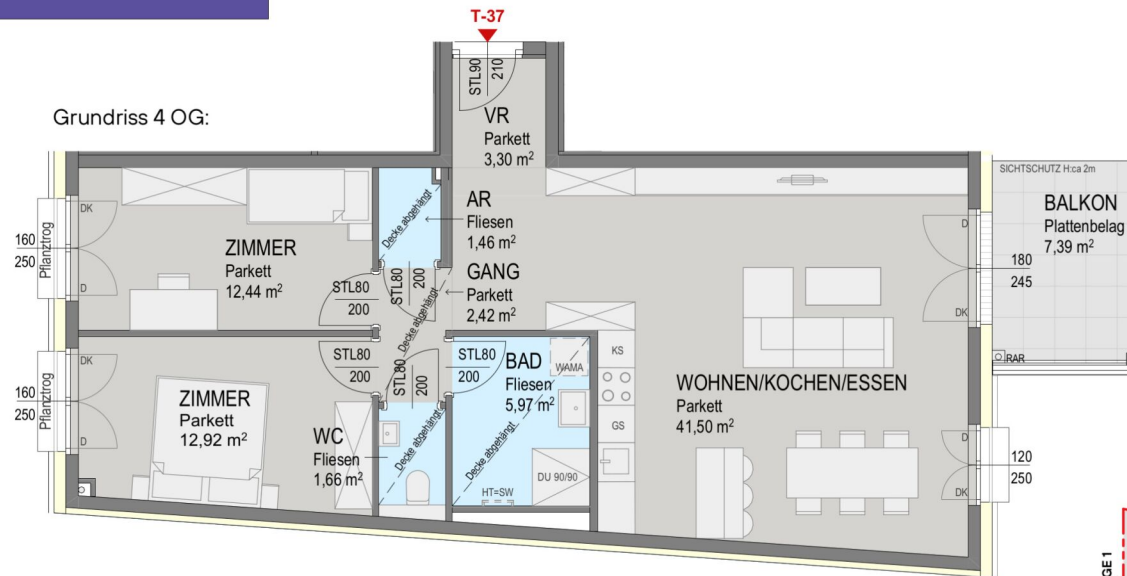 T-37
Grundriss 4 OG:
STL90
210
VR
Parkett
3,30 m²
SICHTSCHUTZ H:ca 2m
BALKON
Plattenbelag
7,39 m²
DK
D
160
250
Pflanztrog
ZIMMER
Parkett
12,44 m²
Decke abgehängt
AR
Fliesen
1,46 m²
STL80
200
STL80
200
GANG
Parkett
2,42 m²
Decke abgehängt
D
DK
180
245
RAR
DK
D
160
250
Pflanztrog
ZIMMER
Parkett
12,92 m²
STL80
200
STL80
200
STL80
200
BAD
Fliesen
5,97 m²
WAMA
Decke abgehängt
DU 90/90
HT=SW
WC
Fliesen
1,66 m²
Decke abgehängt
KS
GS
WOHNEN/KOCHEN/ESSEN
Parkett
41,50 m²
D
DK
120
250
GE 1